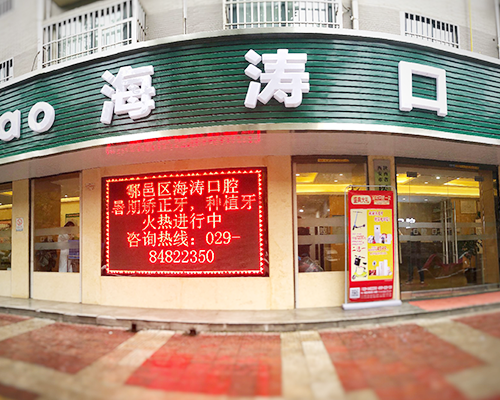 ao 海涛口
鄠邑区海涛口腔
暑期矫正牙，种植牙
火热进行中
咨询热线：029-
84822350